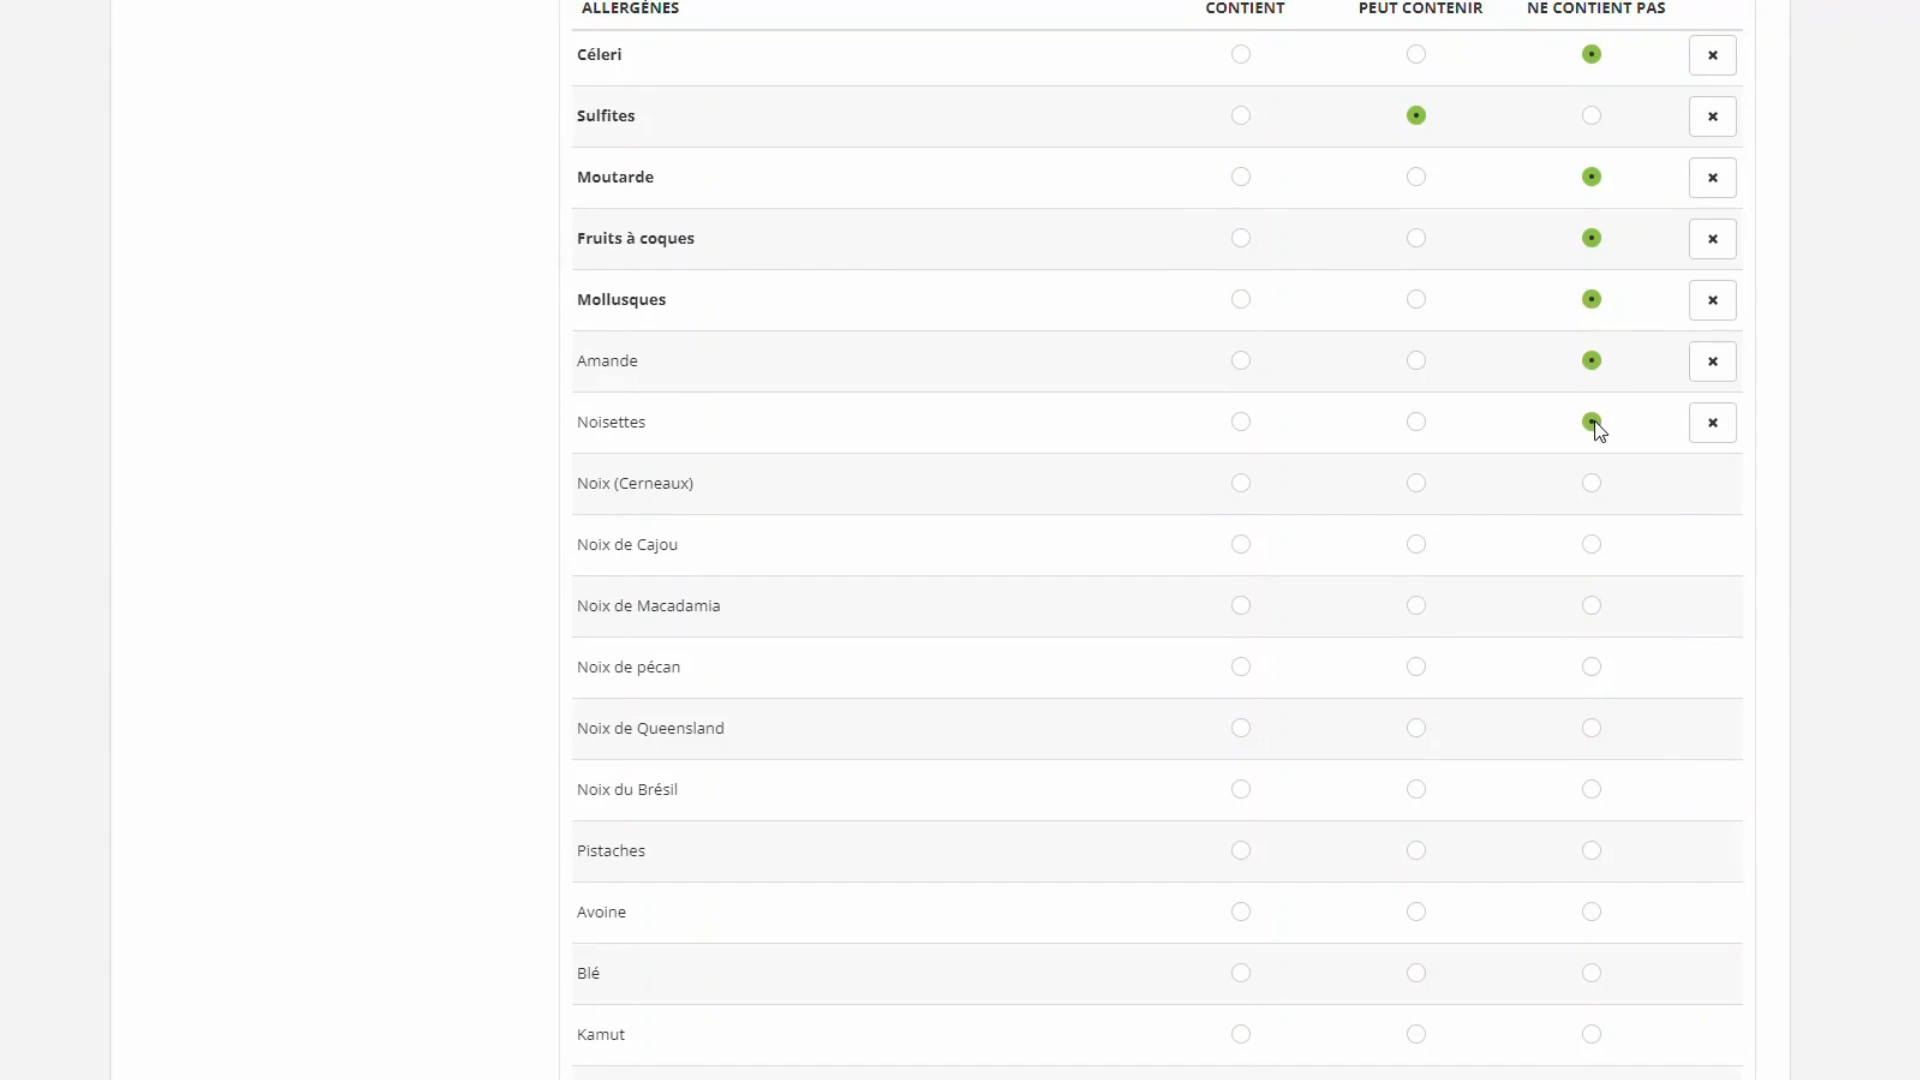 ALLERGÈNES CONTIENT PEUT CONTENIR NE CONTIENT PAS
Céleri
Sulfites
Moutarde
Fruits à coques
Mollusques
Amande
Noisettes
Noix (Cerneaux)
Noix de Cajou
Noix de Macadamia
Noix de pécan
Noix de Queensland
Noix du Brésil
Pistaches
Avoine
Blé
Kamut